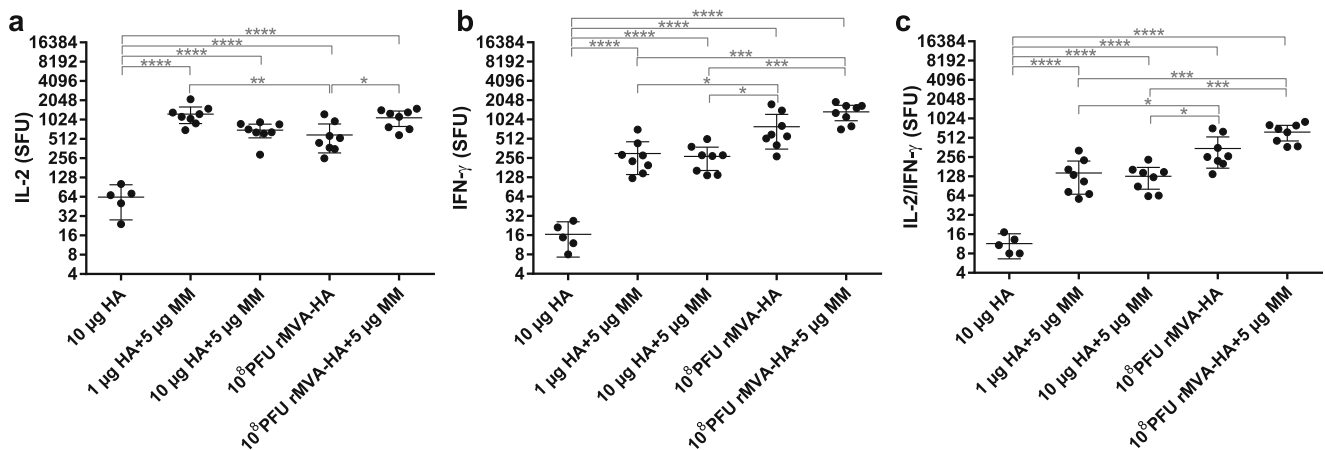 a
IL-2 (SFU)
16384
8192
4096
2048
1024
512
256
128
64
32
16
8
4
****
****
****
****
**
*
10 µg HA
1 µg HA+5 µg MM
10 µg HA+5 µg MM
10⁸PFU rMVA-HA
10⁸PFU rMVA-HA+5 µg MM
b
IFN-γ (SFU)
16384
8192
4096
2048
1024
512
256
128
64
32
16
8
4
****
****
****
****
***
***
*
*
10 µg HA
1 µg HA+5 µg MM
10 µg HA+5 µg MM
10⁸PFU rMVA-HA
10⁸PFU rMVA-HA+5 µg MM
c
IL-2/IFN-γ (SFU)
16384
8192
4096
2048
1024
512
256
128
64
32
16
8
4
****
****
****
****
***
***
*
*
10 µg HA
1 µg HA+5 µg MM
10 µg HA+5 µg MM
10⁸PFU rMVA-HA
10⁸PFU rMVA-HA+5 µg MM